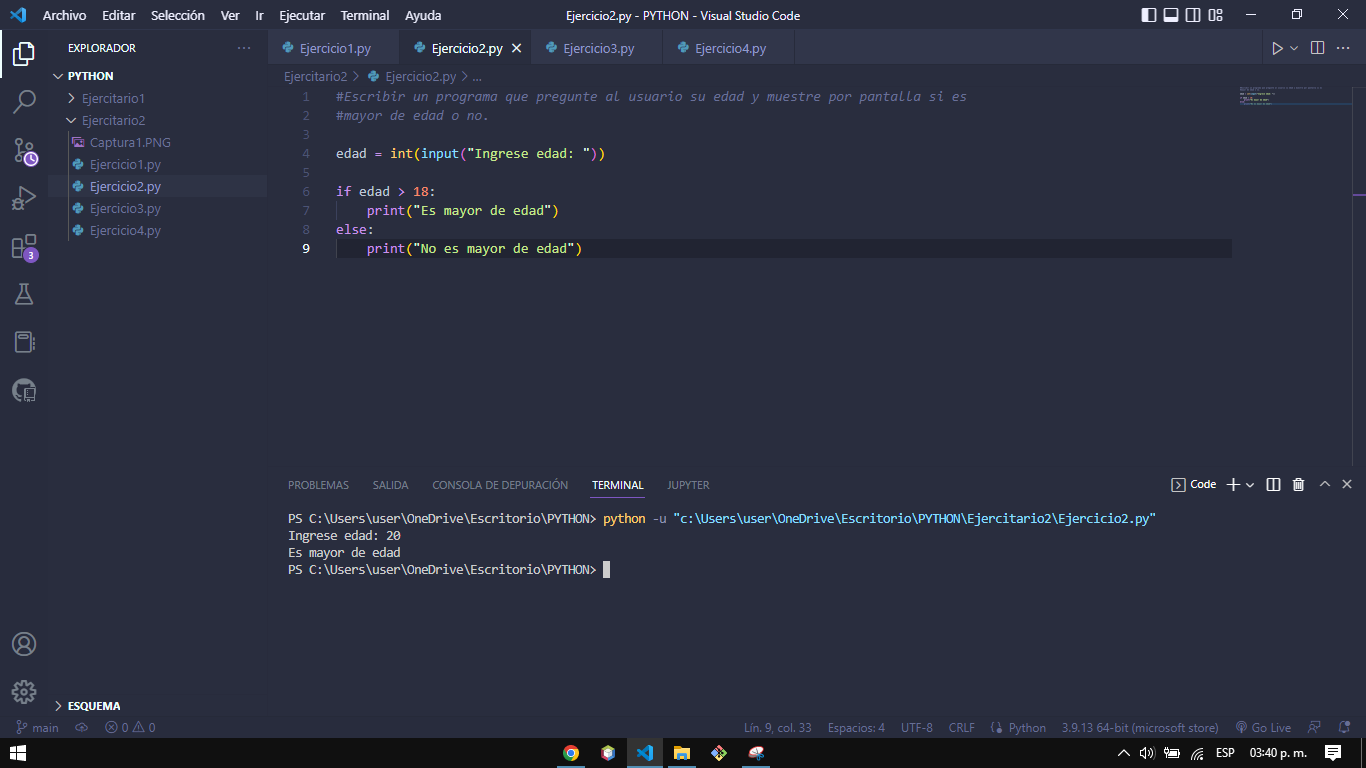 Archivo Editar Selección Ver Ir Ejecutar Terminal Ayuda
Ejercicio2.py - PYTHON - Visual Studio Code
EXPLORADOR
PYTHON
Ejercitario1
Ejercitario2
Captura1.PNG
Ejercicio1.py
Ejercicio2.py
Ejercicio3.py
Ejercicio4.py
3
ESQUEMA
Ejercicio1.py Ejercicio2.py Ejercicio3.py Ejercicio4.py
Ejercitario2 > Ejercicio2.py > ...
1 #Escribir un programa que pregunte al usuario su edad y muestre por pantalla si es
2 #mayor de edad o no.
3
4 edad = int(input("Ingrese edad: "))
5
6 if edad > 18:
7     print("Es mayor de edad")
8 else:
9     print("No es mayor de edad")
PROBLEMAS SALIDA CONSOLA DE DEPURACIÓN TERMINAL JUPYTER
Code
PS C:\Users\user\OneDrive\Escritorio\PYTHON> python -u "c:\Users\user\OneDrive\Escritorio\PYTHON\Ejercitario2\Ejercicio2.py"
Ingrese edad: 20
Es mayor de edad
PS C:\Users\user\OneDrive\Escritorio\PYTHON>
main 0 0 Lín. 9, col. 33 Espacios: 4 UTF-8 CRLF Python 3.9.13 64-bit (microsoft store) Go Live
ESP 03:40 p. m.